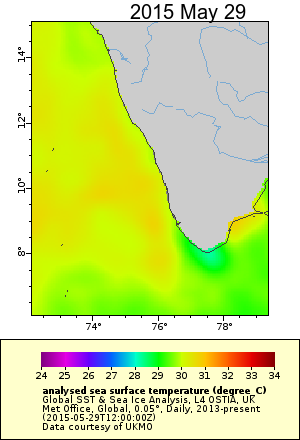 2015 May 29
14°
12°
10°
8°
74° 76° 78°
24 25 26 27 28 29 30 31 32 33 34
analysed sea surface temperature (degree_C)
Global SST & Sea Ice Analysis, L4 OSTIA, UK
Met Office, Global, 0.05°, Daily, 2013-present
(2015-05-29T12:00:00Z)
Data courtesy of UKMO